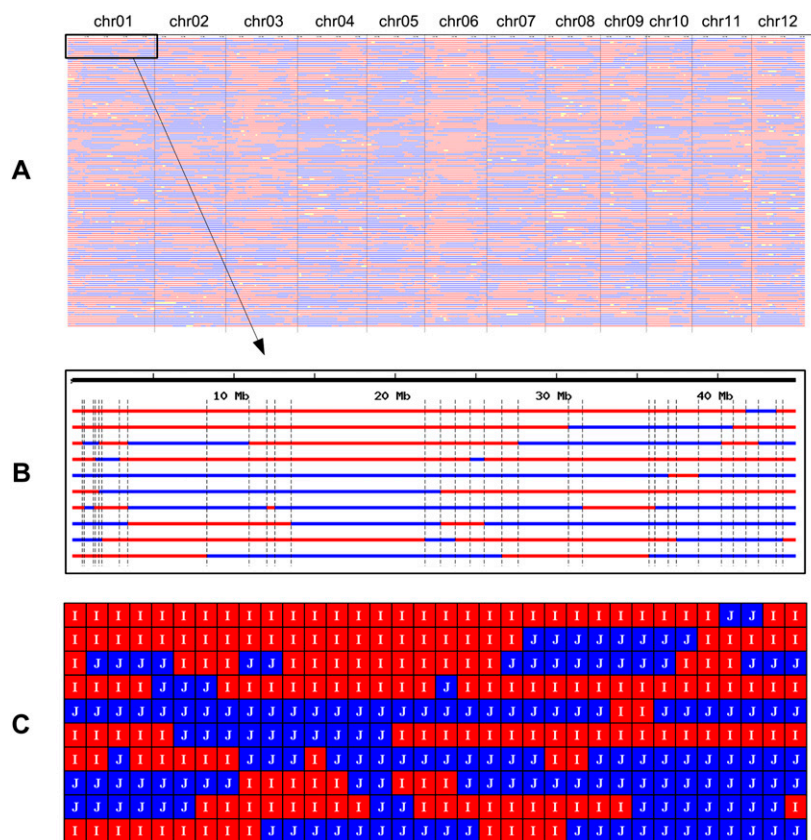 chr01 chr02 chr03 chr04 chr05 chr06 chr07 chr08 chr09 chr10 chr11 chr12
A
10 Mb 20 Mb 30 Mb 40 Mb
B
I I I I I I I I I I I I I I I I I I I I I I I I I I I I I I J J I I
I I I I I I I I I I I I I I I I I I I I I J J J J J J J J I I I I I
I J J J J I I I J J I I I I I I I I I I J J J J J J J J I I I J J J
I I I I J J J I I I I I I I I I I J I I I I I I I I I I I I I I I I
J J J J J J J J J J J J J J J J J J J J J J J J J I I J J J J J J J
C
I I I I I J J J J J J J J J J I I I I I I I I I I I I I I I I I I I
I I J I I I I I J J J I J J J J J J J J J J I I J J J J J J J J J J
J J J J J J J J I I I I I J J I I I J J J J J J J J J J J J J J J J
J J J J J J I I I I I I I I J J I I I I I I I I I I J J J J J J J I
I I I I I I I I I J J J J J J J J J J I I I I J J J J J J J J J J J